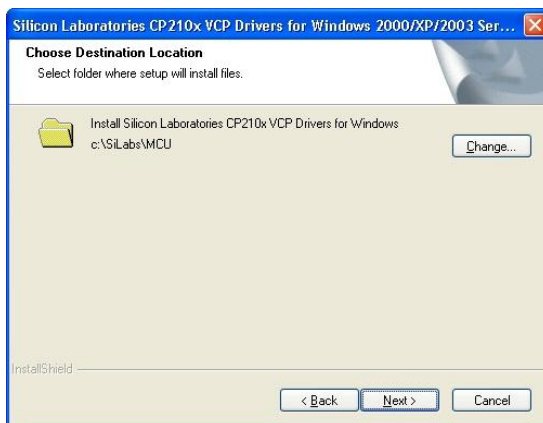 Silicon Laboratories CP210x VCP Drivers for Windows 2000/XP/2003 Ser...
Choose Destination Location
Select folder where setup will install files.
Install Silicon Laboratories CP210x VCP Drivers for Windows
c:\SiLabs\MCU
Change...
InstallShield
< Back
Next >
Cancel